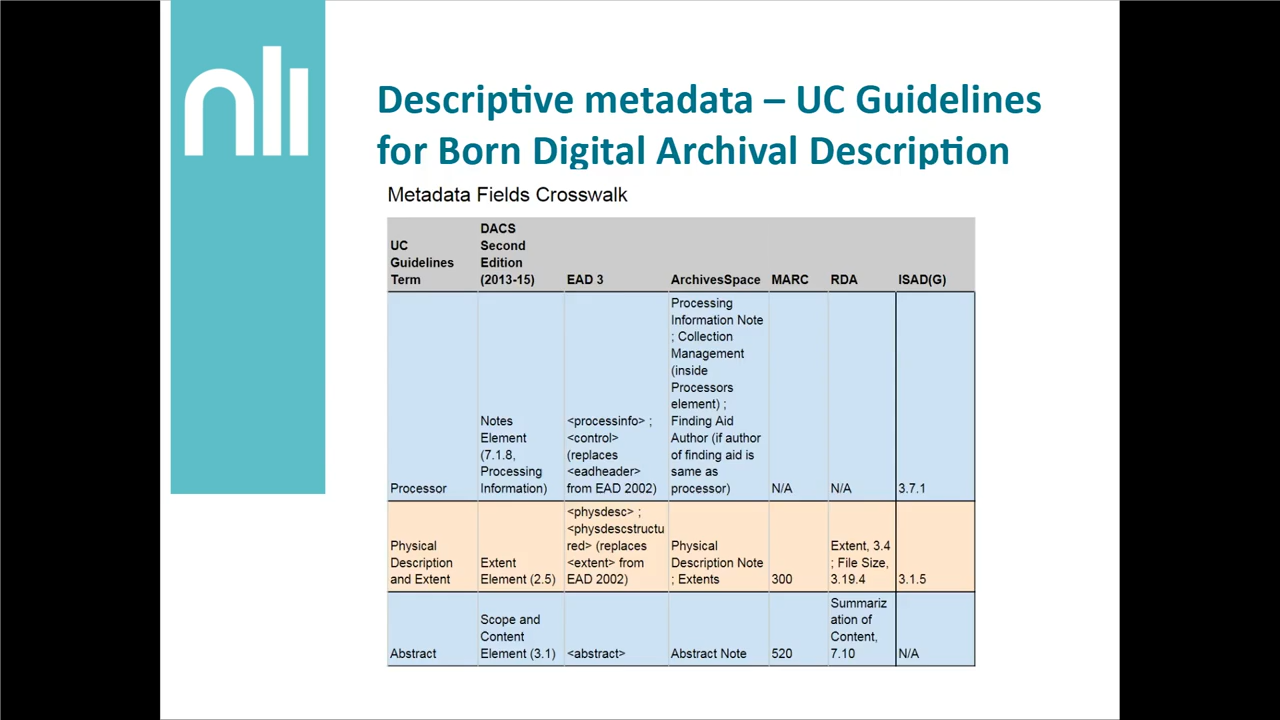 nli
Descriptive metadata – UC Guidelines
for Born Digital Archival Description
Metadata Fields Crosswalk
UC
Guidelines
Term
DACS
Second
Edition
(2013-15)
EAD 3
ArchivesSpace
MARC
RDA
ISAD(G)
Processor
Notes
Element
(7.1.8,
Processing
Information)
<processinfo> ;
<control>
(replaces
<eadheader>
from EAD 2002)
Processing
Information Note
; Collection
Management
(inside
Processors
element) ;
Finding Aid
Author (if author
of finding aid is
same as
processor)
N/A
N/A
3.7.1
Physical
Description
and Extent
Extent
Element (2.5)
<physdesc> ;
<physdescstructu
red> (replaces
<extent> from
EAD 2002)
Physical
Description Note
; Extents
300
Extent, 3.4
; File Size,
3.19.4
3.1.5
Abstract
Scope and
Content
Element (3.1)
<abstract>
Abstract Note
520
Summariz
ation of
Content,
7.10
N/A